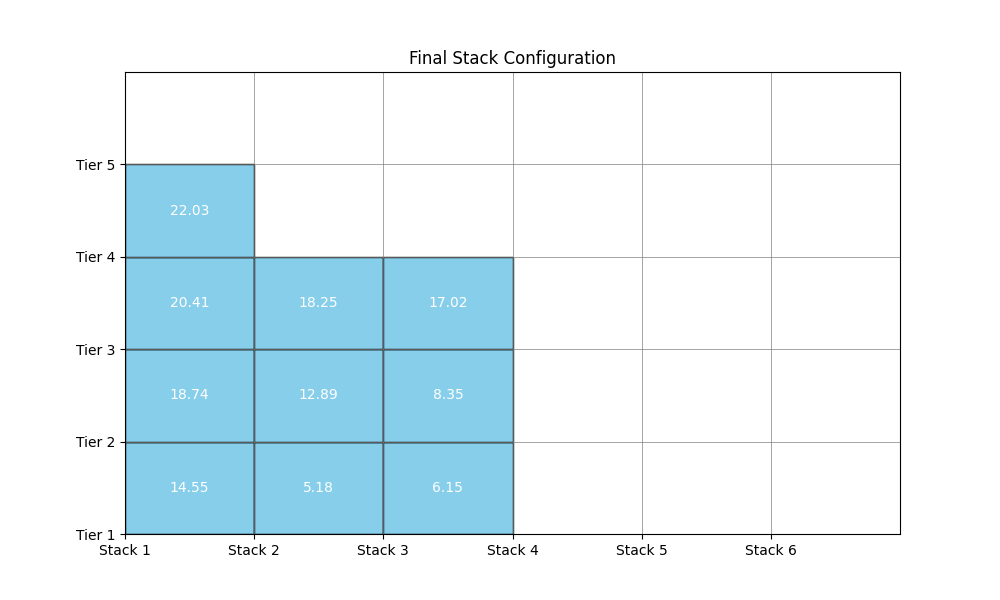 Final Stack Configuration
Tier 5
22.03
Tier 4
20.41 18.25 17.02
Tier 3
18.74 12.89 8.35
Tier 2
14.55 5.18 6.15
Tier 1
Stack 1 Stack 2 Stack 3 Stack 4 Stack 5 Stack 6